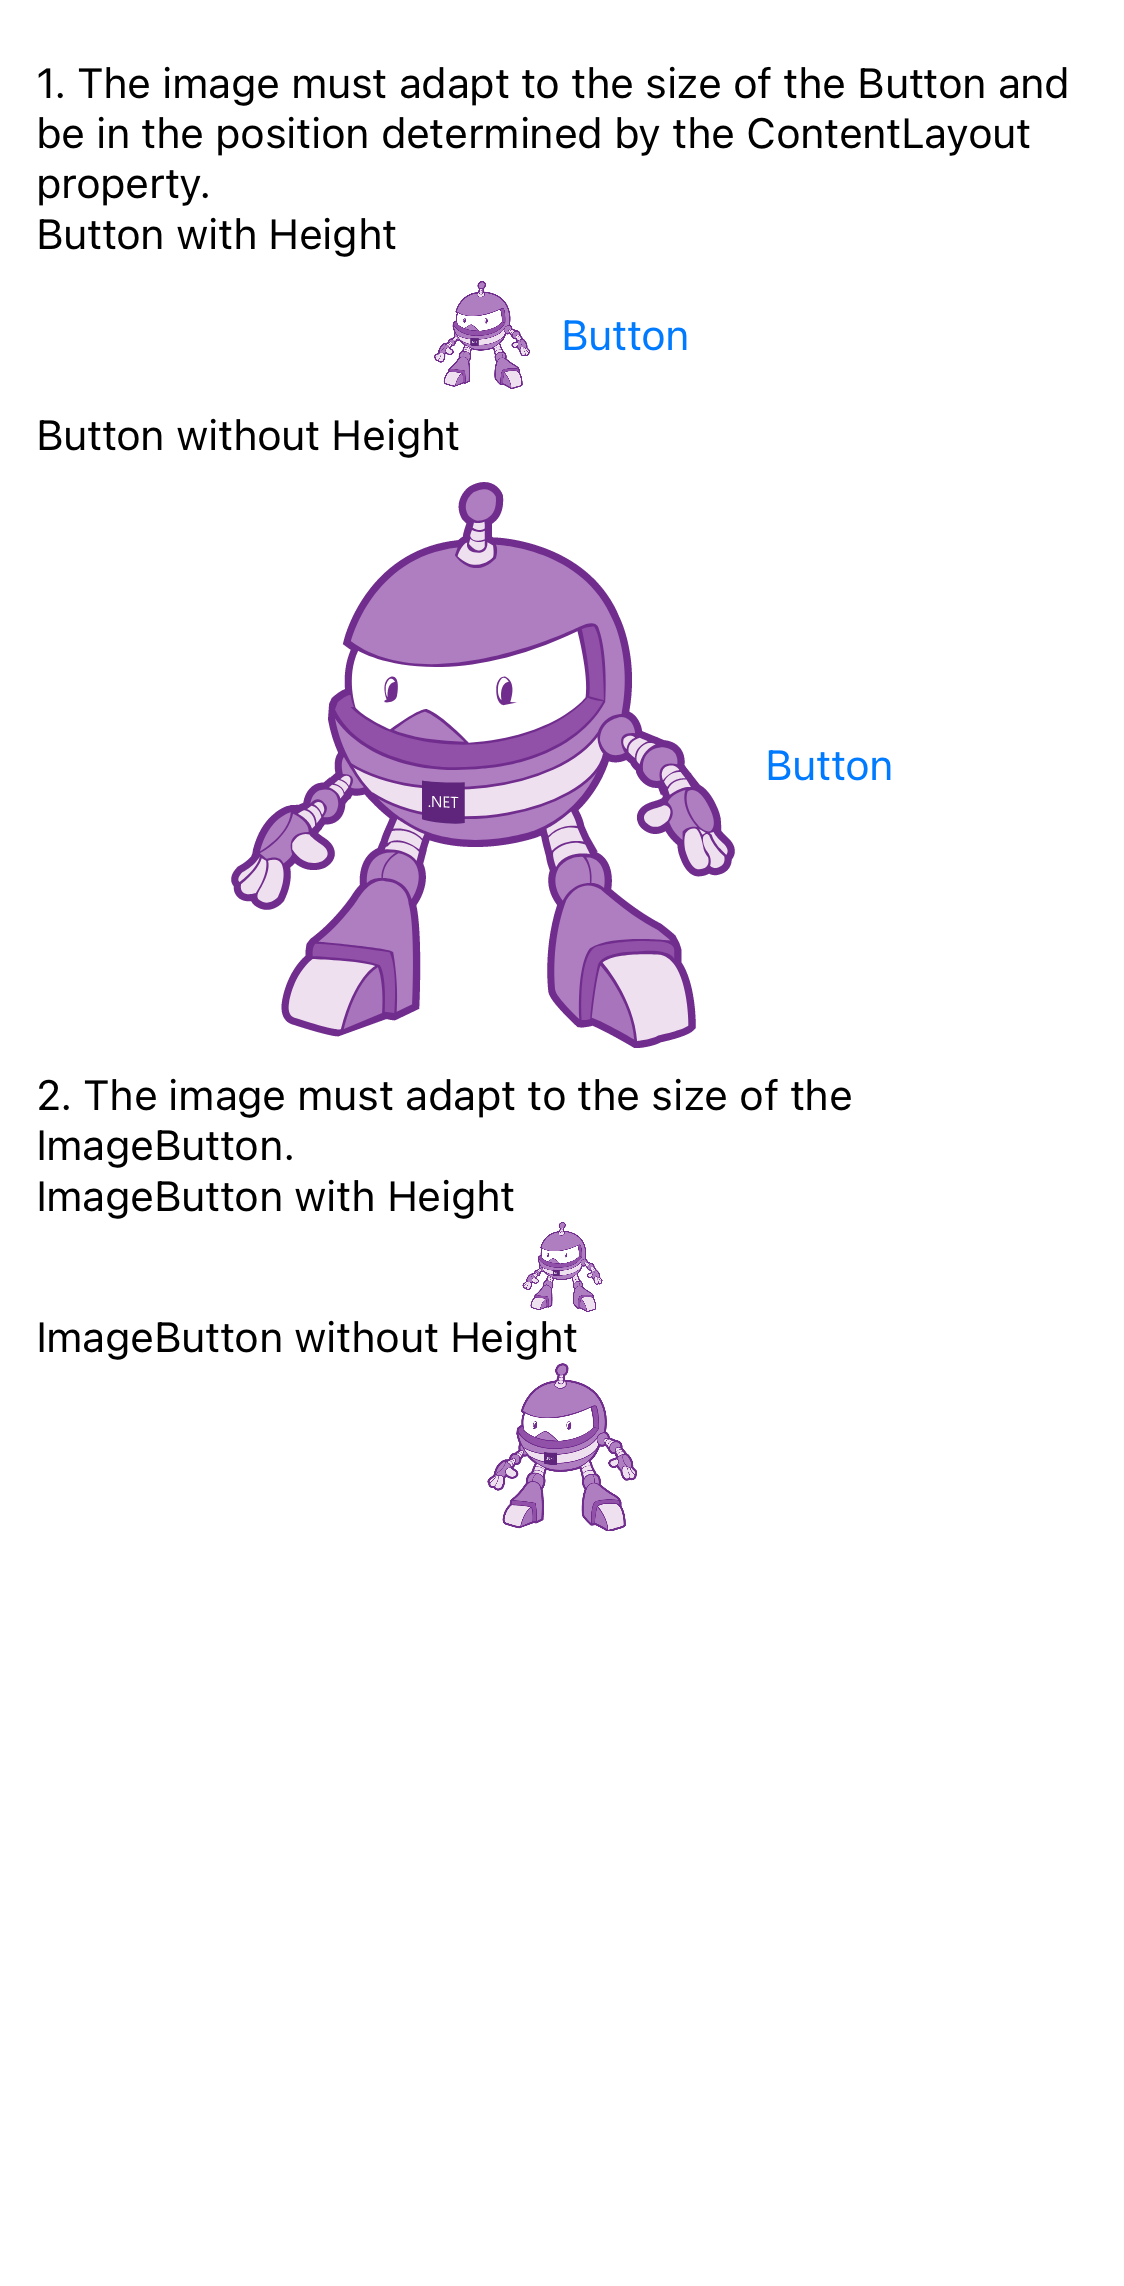 1. The image must adapt to the size of the Button and
be in the position determined by the ContentLayout
property.
Button with Height
Button
Button without Height
Button
.NET
2. The image must adapt to the size of the
ImageButton.
ImageButton with Height
ImageButton without Height